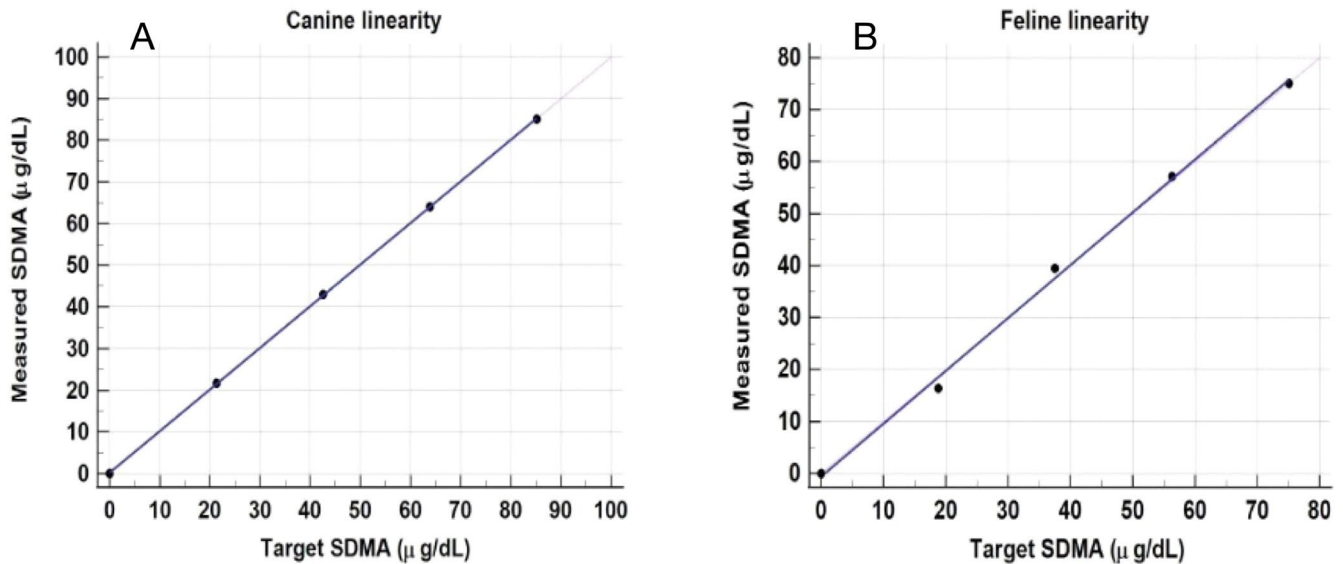 A
Canine linearity
Measured SDMA (μ g/dL)
100
90
80
70
60
50
40
30
20
10
0
0 10 20 30 40 50 60 70 80 90 100
Target SDMA (μ g/dL)
B
Feline linearity
Measured SDMA (μ g/dL)
80
70
60
50
40
30
20
10
0
0 10 20 30 40 50 60 70 80
Target SDMA (μ g/dL)